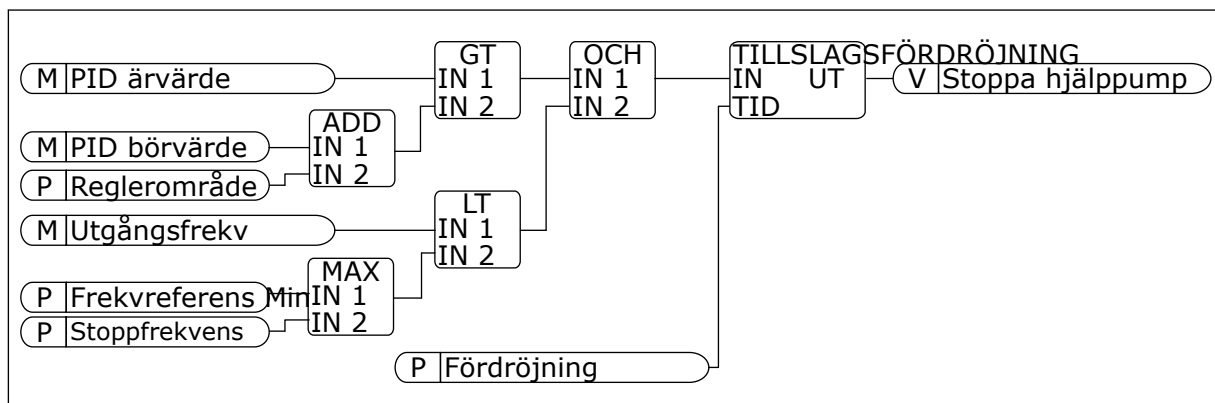 GT
OCH
TILLSLAGSFÖRDRÖJNING
M PID ärvärde
IN 1
IN 1
IN UT
V Stoppa hjälppump
IN 2
IN 2
TID
ADD
M PID börvärde
IN 1
P Reglerområde
IN 2
LT
M Utgångsfrekv
IN 1
IN 2
MAX
P Frekvreferens Min
IN 1
P Stoppfrekvens
IN 2
P Fördröjning